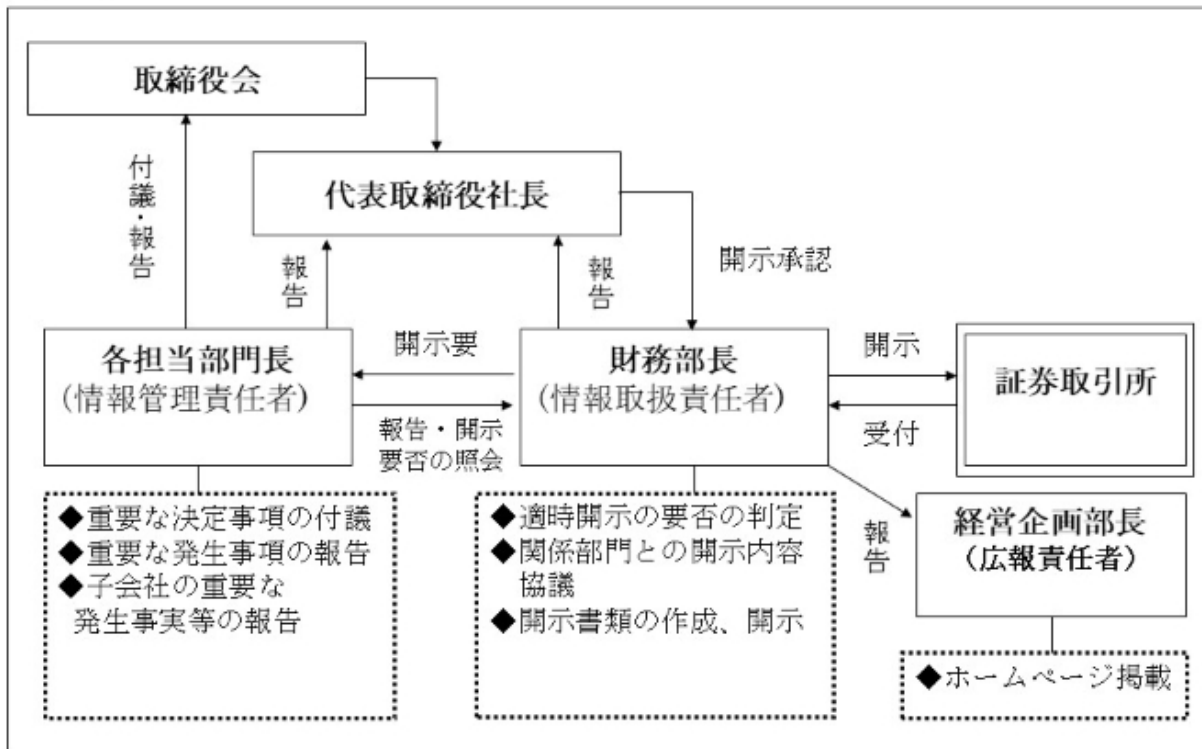 取締役会
代表取締役社長
付議・報告
報告
報告
開示承認
各担当部門長
(情報管理責任者)
開示要
報告・開示
要否の照会
財務部長
(情報取扱責任者)
開示
受付
証券取引所
◆重要な決定事項の付議
◆重要な発生事項の報告
◆子会社の重要な
発生事実等の報告
◆適時開示の要否の判定
◆関係部門との開示内容
協議
◆開示書類の作成、開示
報告
経営企画部長
(広報責任者)
◆ホームページ掲載